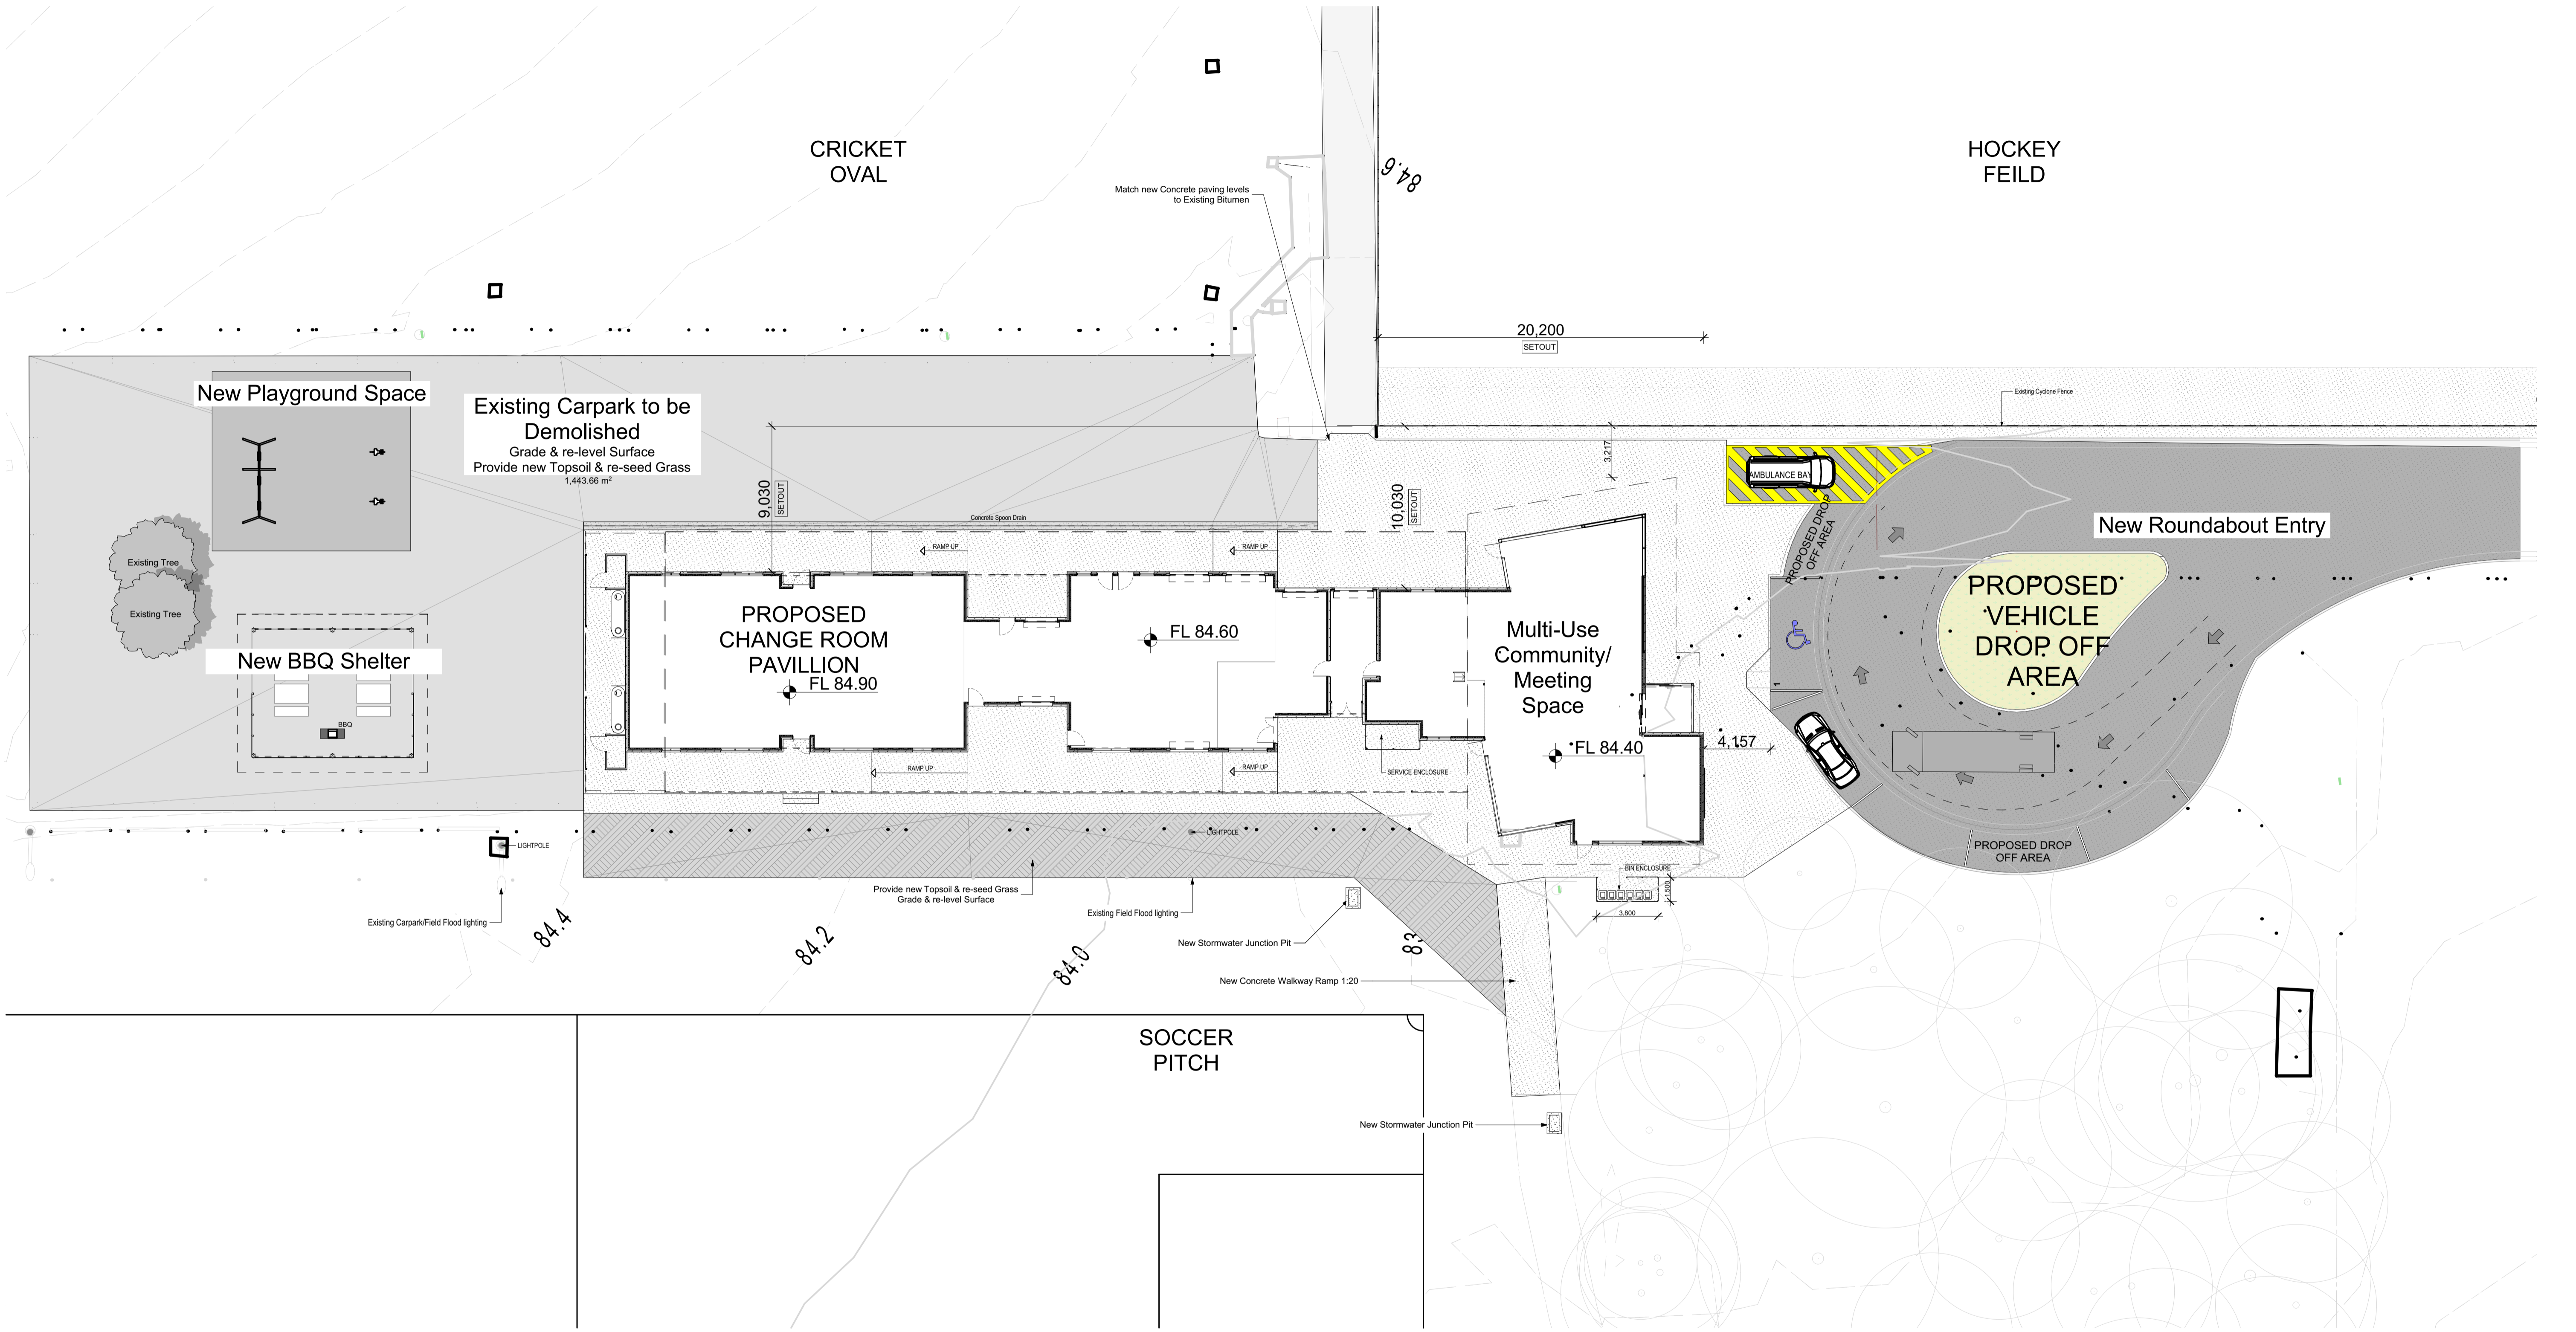 CRICKET
OVAL
HOCKEY
FEILD
84.6
Match new Concrete paving levels
to Existing Bitumen
20,200
SETOUT
Existing Cyclone Fence
New Playground Space
Existing Carpark to be
Demolished
Grade & re-level Surface
Provide new Topsoil & re-seed Grass
1,443.66 m²
9,030
SETOUT
10,030
SETOUT
3,217
AMBULANCE BAY
PROPOSED DROP
OFF AREA
New Roundabout Entry
Concrete Spoon Drain
RAMP UP
RAMP UP
Existing Tree
Existing Tree
PROPOSED
CHANGE ROOM
PAVILLION
FL 84.90
FL 84.60
Multi-Use
Community/
Meeting
Space
FL 84.40
PROPOSED
VEHICLE
DROP OFF
AREA
1
New BBQ Shelter
BBQ
4,157
RAMP UP
RAMP UP
SERVICE ENCLOSURE
LIGHTPOLE
LIGHTPOLE
PROPOSED DROP
OFF AREA
BIN ENCLOSURE
1,500
3,800
Provide new Topsoil & re-seed Grass
Grade & re-level Surface
Existing Carpark/Field Flood lighting
Existing Field Flood lighting
84.4
84.2
84.0
83
New Stormwater Junction Pit
New Concrete Walkway Ramp 1:20
SOCCER
PITCH
New Stormwater Junction Pit